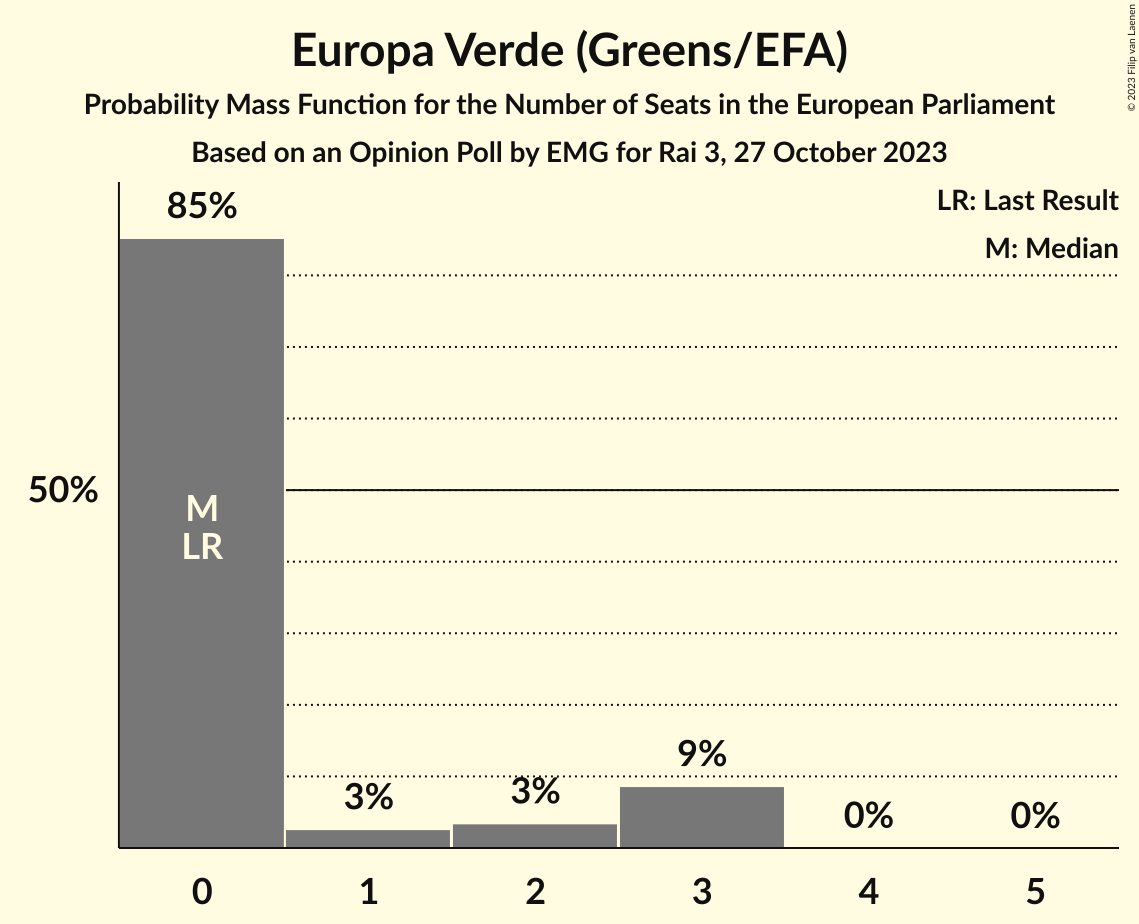 Europa Verde (Greens/EFA)
Probability Mass Function for the Number of Seats in the European Parliament
Based on an Opinion Poll by EMG for Rai 3, 27 October 2023
© 2023 Filip van Laenen
LR: Last Result
M: Median
85%
50%
M
LR
3%
3%
9%
0%
0%
0
1
2
3
4
5